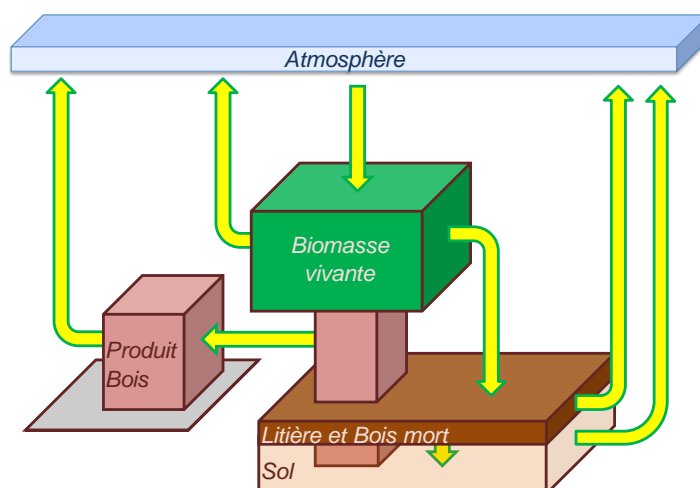 Atmosphère
Biomasse
vivante
Produit
Bois
Litière et Bois mort
Sol